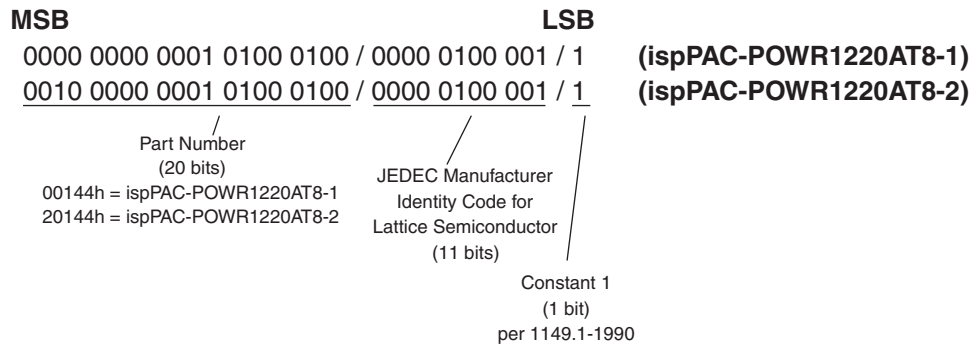 MSB LSB
0000 0000 0001 0100 0100 / 0000 0100 001 / 1 (ispPAC-POWR1220AT8-1)
0010 0000 0001 0100 0100 / 0000 0100 001 / 1 (ispPAC-POWR1220AT8-2)
Part Number
(20 bits)
00144h = ispPAC-POWR1220AT8-1
20144h = ispPAC-POWR1220AT8-2
JEDEC Manufacturer
Identity Code for
Lattice Semiconductor
(11 bits)
Constant 1
(1 bit)
per 1149.1-1990